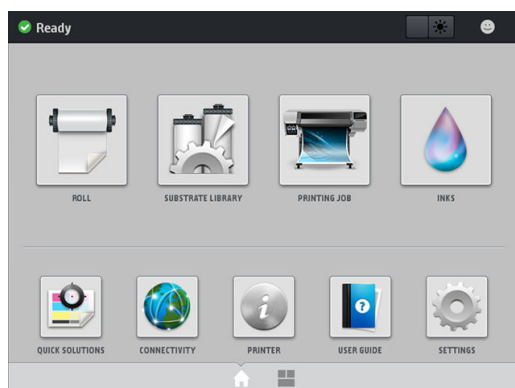 Ready
ROLL
SUBSTRATE LIBRARY
PRINTING JOB
INKS
QUICK SOLUTIONS
CONNECTIVITY
PRINTER
USER GUIDE
SETTINGS